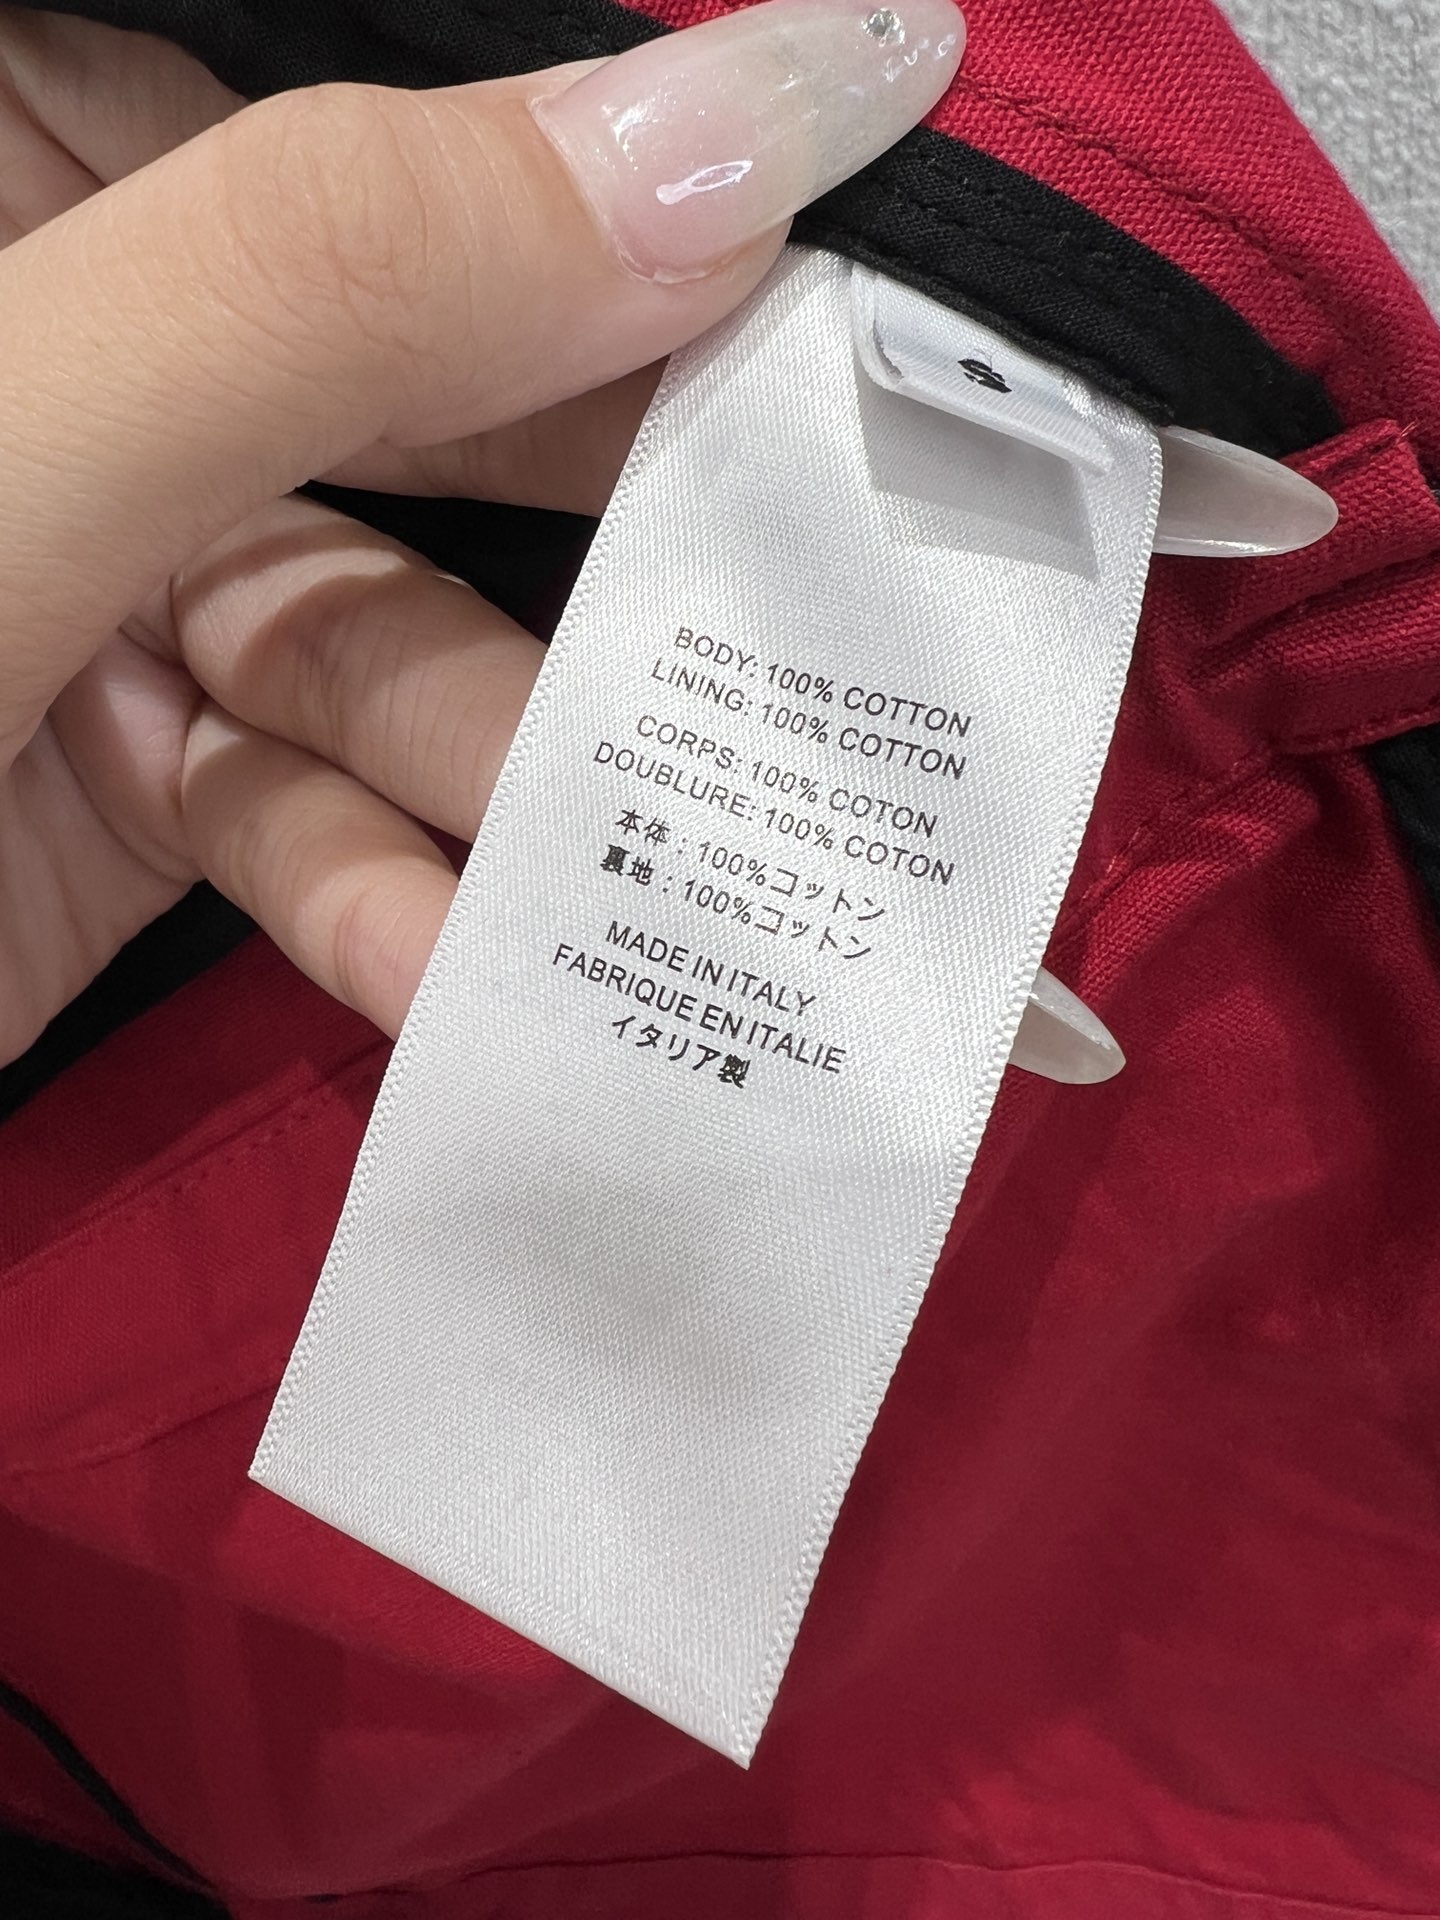 S
BODY: 100% COTTON
LINING: 100% COTTON
CORPS: 100% COTON
DOUBLURE: 100% COTON
本体：100%コットン
裏地：100%コットン
MADE IN ITALY
FABRIQUE EN ITALIE
イタリア製